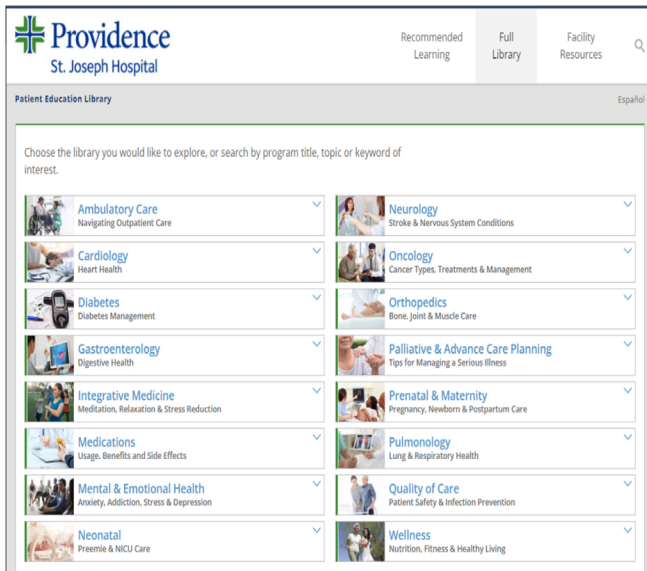 Providence
St. Joseph Hospital
Recommended
Learning
Full
Library
Facility
Resources
Patient Education Library
Español
Choose the library you would like to explore, or search by program title, topic or keyword of
interest.
Ambulatory Care
Navigating Outpatient Care
Cardiology
Heart Health
Diabetes
Diabetes Management
Gastroenterology
Digestive Health
Integrative Medicine
Meditation, Relaxation & Stress Reduction
Medications
Usage, Benefits and Side Effects
Mental & Emotional Health
Anxiety, Addiction, Stress & Depression
Neonatal
Preemie & NICU Care
Neurology
Stroke & Nervous System Conditions
Oncology
Cancer Types, Treatments & Management
Orthopedics
Bone, Joint & Muscle Care
Palliative & Advance Care Planning
Tips for Managing a Serious Illness
Prenatal & Maternity
Pregnancy, Newborn & Postpartum Care
Pulmonology
Lung & Respiratory Health
Quality of Care
Patient Safety & Infection Prevention
Wellness
Nutrition, Fitness & Healthy Living